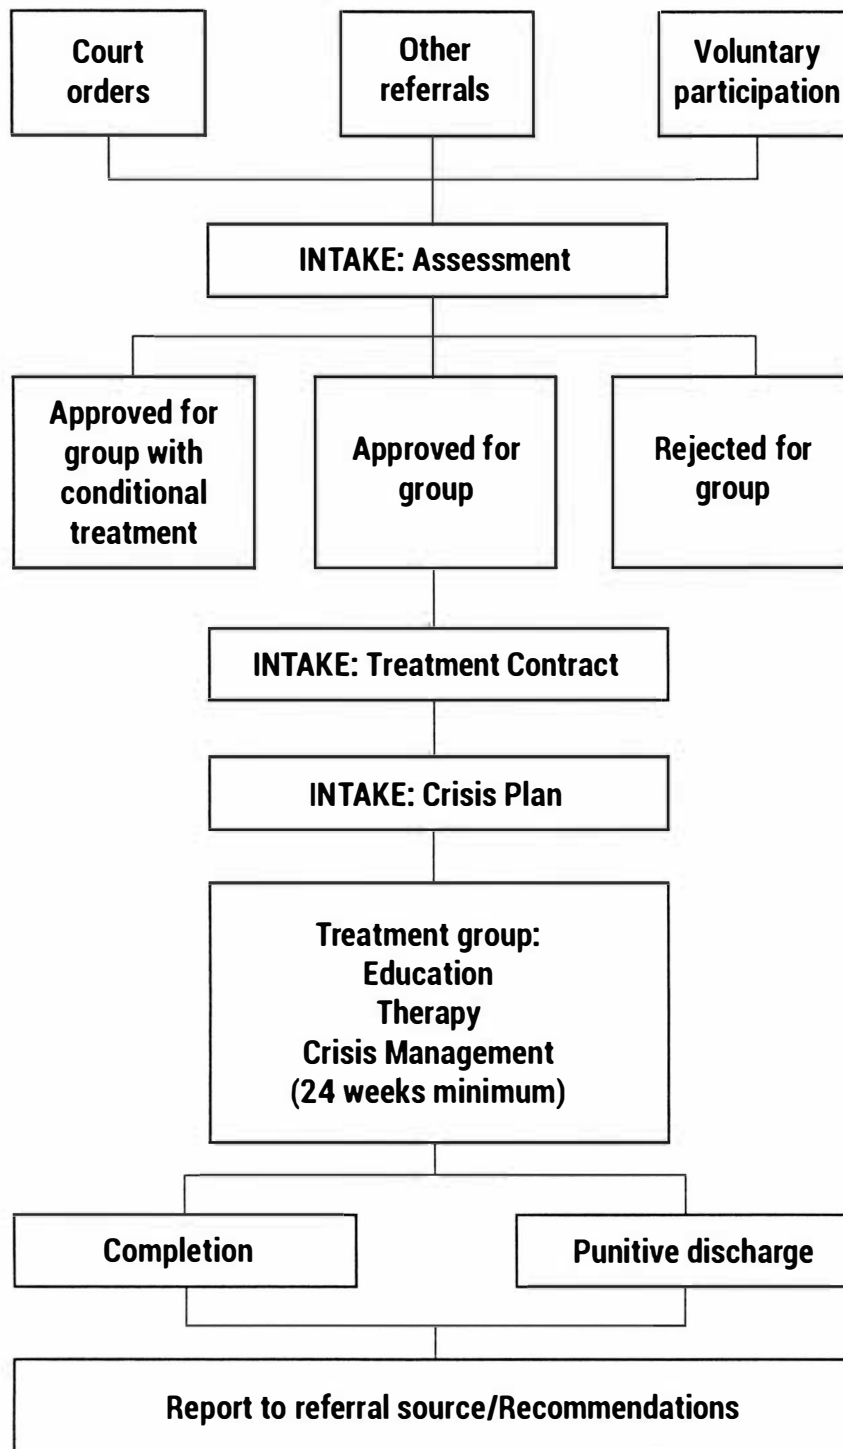 Court
orders
Other
referrals
Voluntary
participation
INTAKE: Assessment
Approved for
group with
conditional
treatment
Approved for
group
Rejected for
group
INTAKE: Treatment Contract
INTAKE: Crisis Plan
Treatment group:
Education
Therapy
Crisis Management
(24 weeks minimum)
Completion
Punitive discharge
Report to referral source/Recommendations